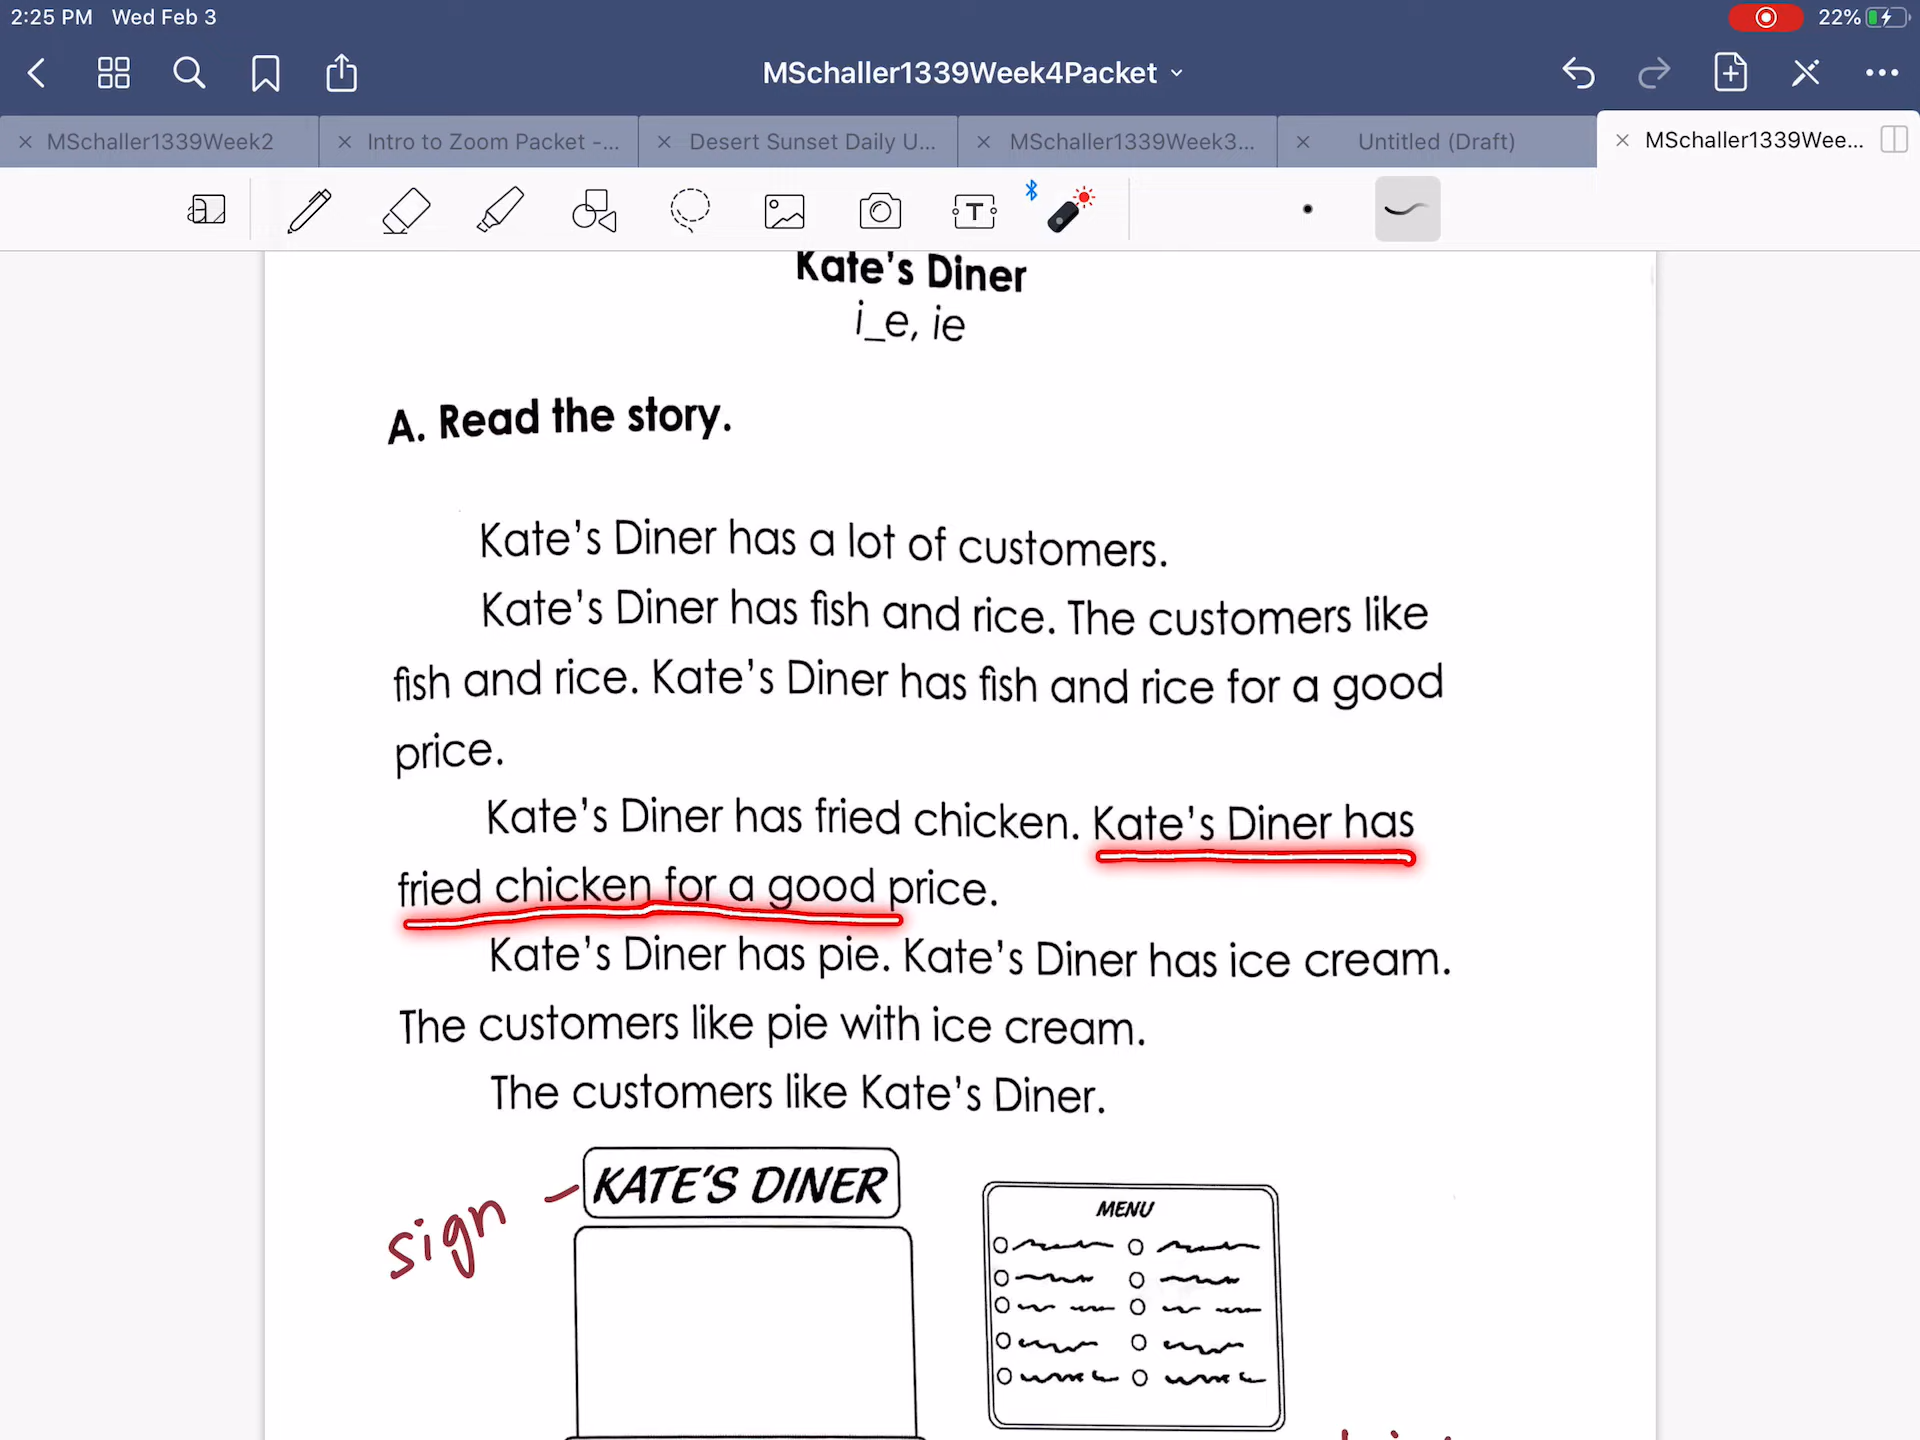 2:25 PM Wed Feb 3
22%
MSchaller1339Week4Packet
MSchaller1339Week2
Intro to Zoom Packet -...
Desert Sunset Daily U...
MSchaller1339Week3...
Untitled (Draft)
MSchaller1339Wee...
Kate's Diner
i_e, ie
A. Read the story.
Kate's Diner has a lot of customers.
Kate's Diner has fish and rice. The customers like
fish and rice. Kate's Diner has fish and rice for a good
price.
Kate's Diner has fried chicken. Kate's Diner has
fried chicken for a good price.
Kate's Diner has pie. Kate's Diner has ice cream.
The customers like pie with ice cream.
The customers like Kate's Diner.
KATE'S DINER
sign
MENU